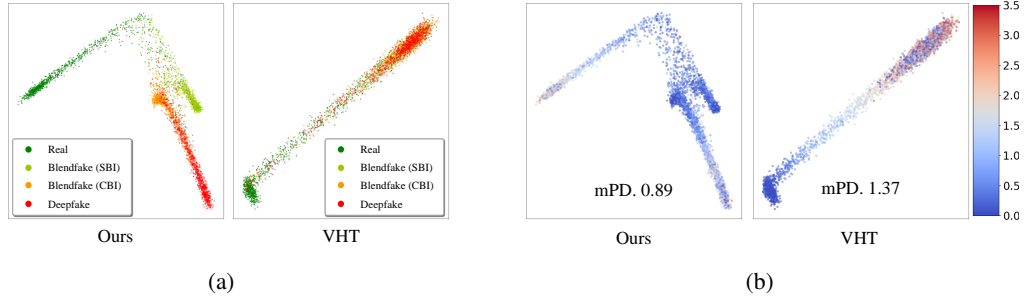 Real
Blendfake (SBI)
Blendfake (CBI)
Deepfake
Real
Blendfake (SBI)
Blendfake (CBI)
Deepfake
Ours
VHT
(a)
mPD. 0.89
mPD. 1.37
Ours
VHT
3.5
3.0
2.5
2.0
1.5
1.0
0.5
0.0
(b)